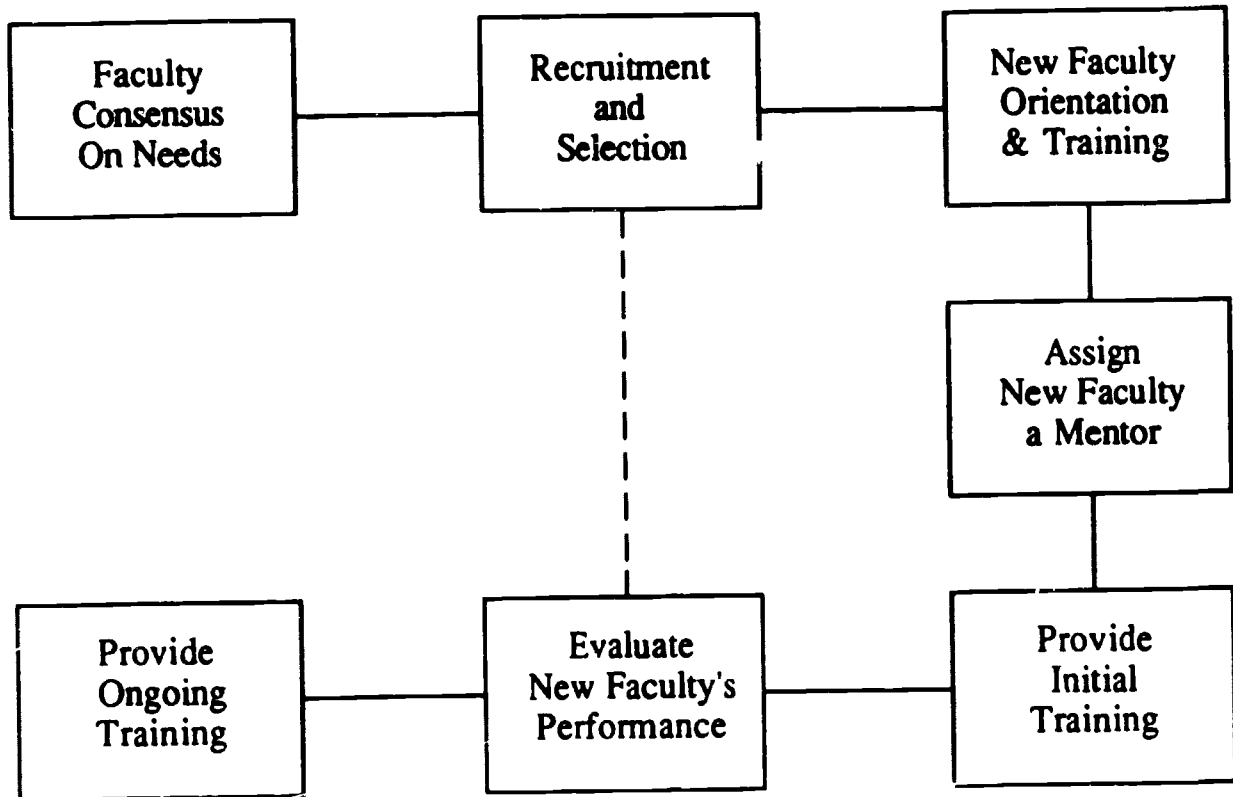 Faculty
Consensus
On Needs
Recruitment
and
Selection
New Faculty
Orientation
& Training
Assign
New Faculty
a Mentor
Provide
Ongoing
Training
Evaluate
New Faculty's
Performance
Provide
Initial
Training